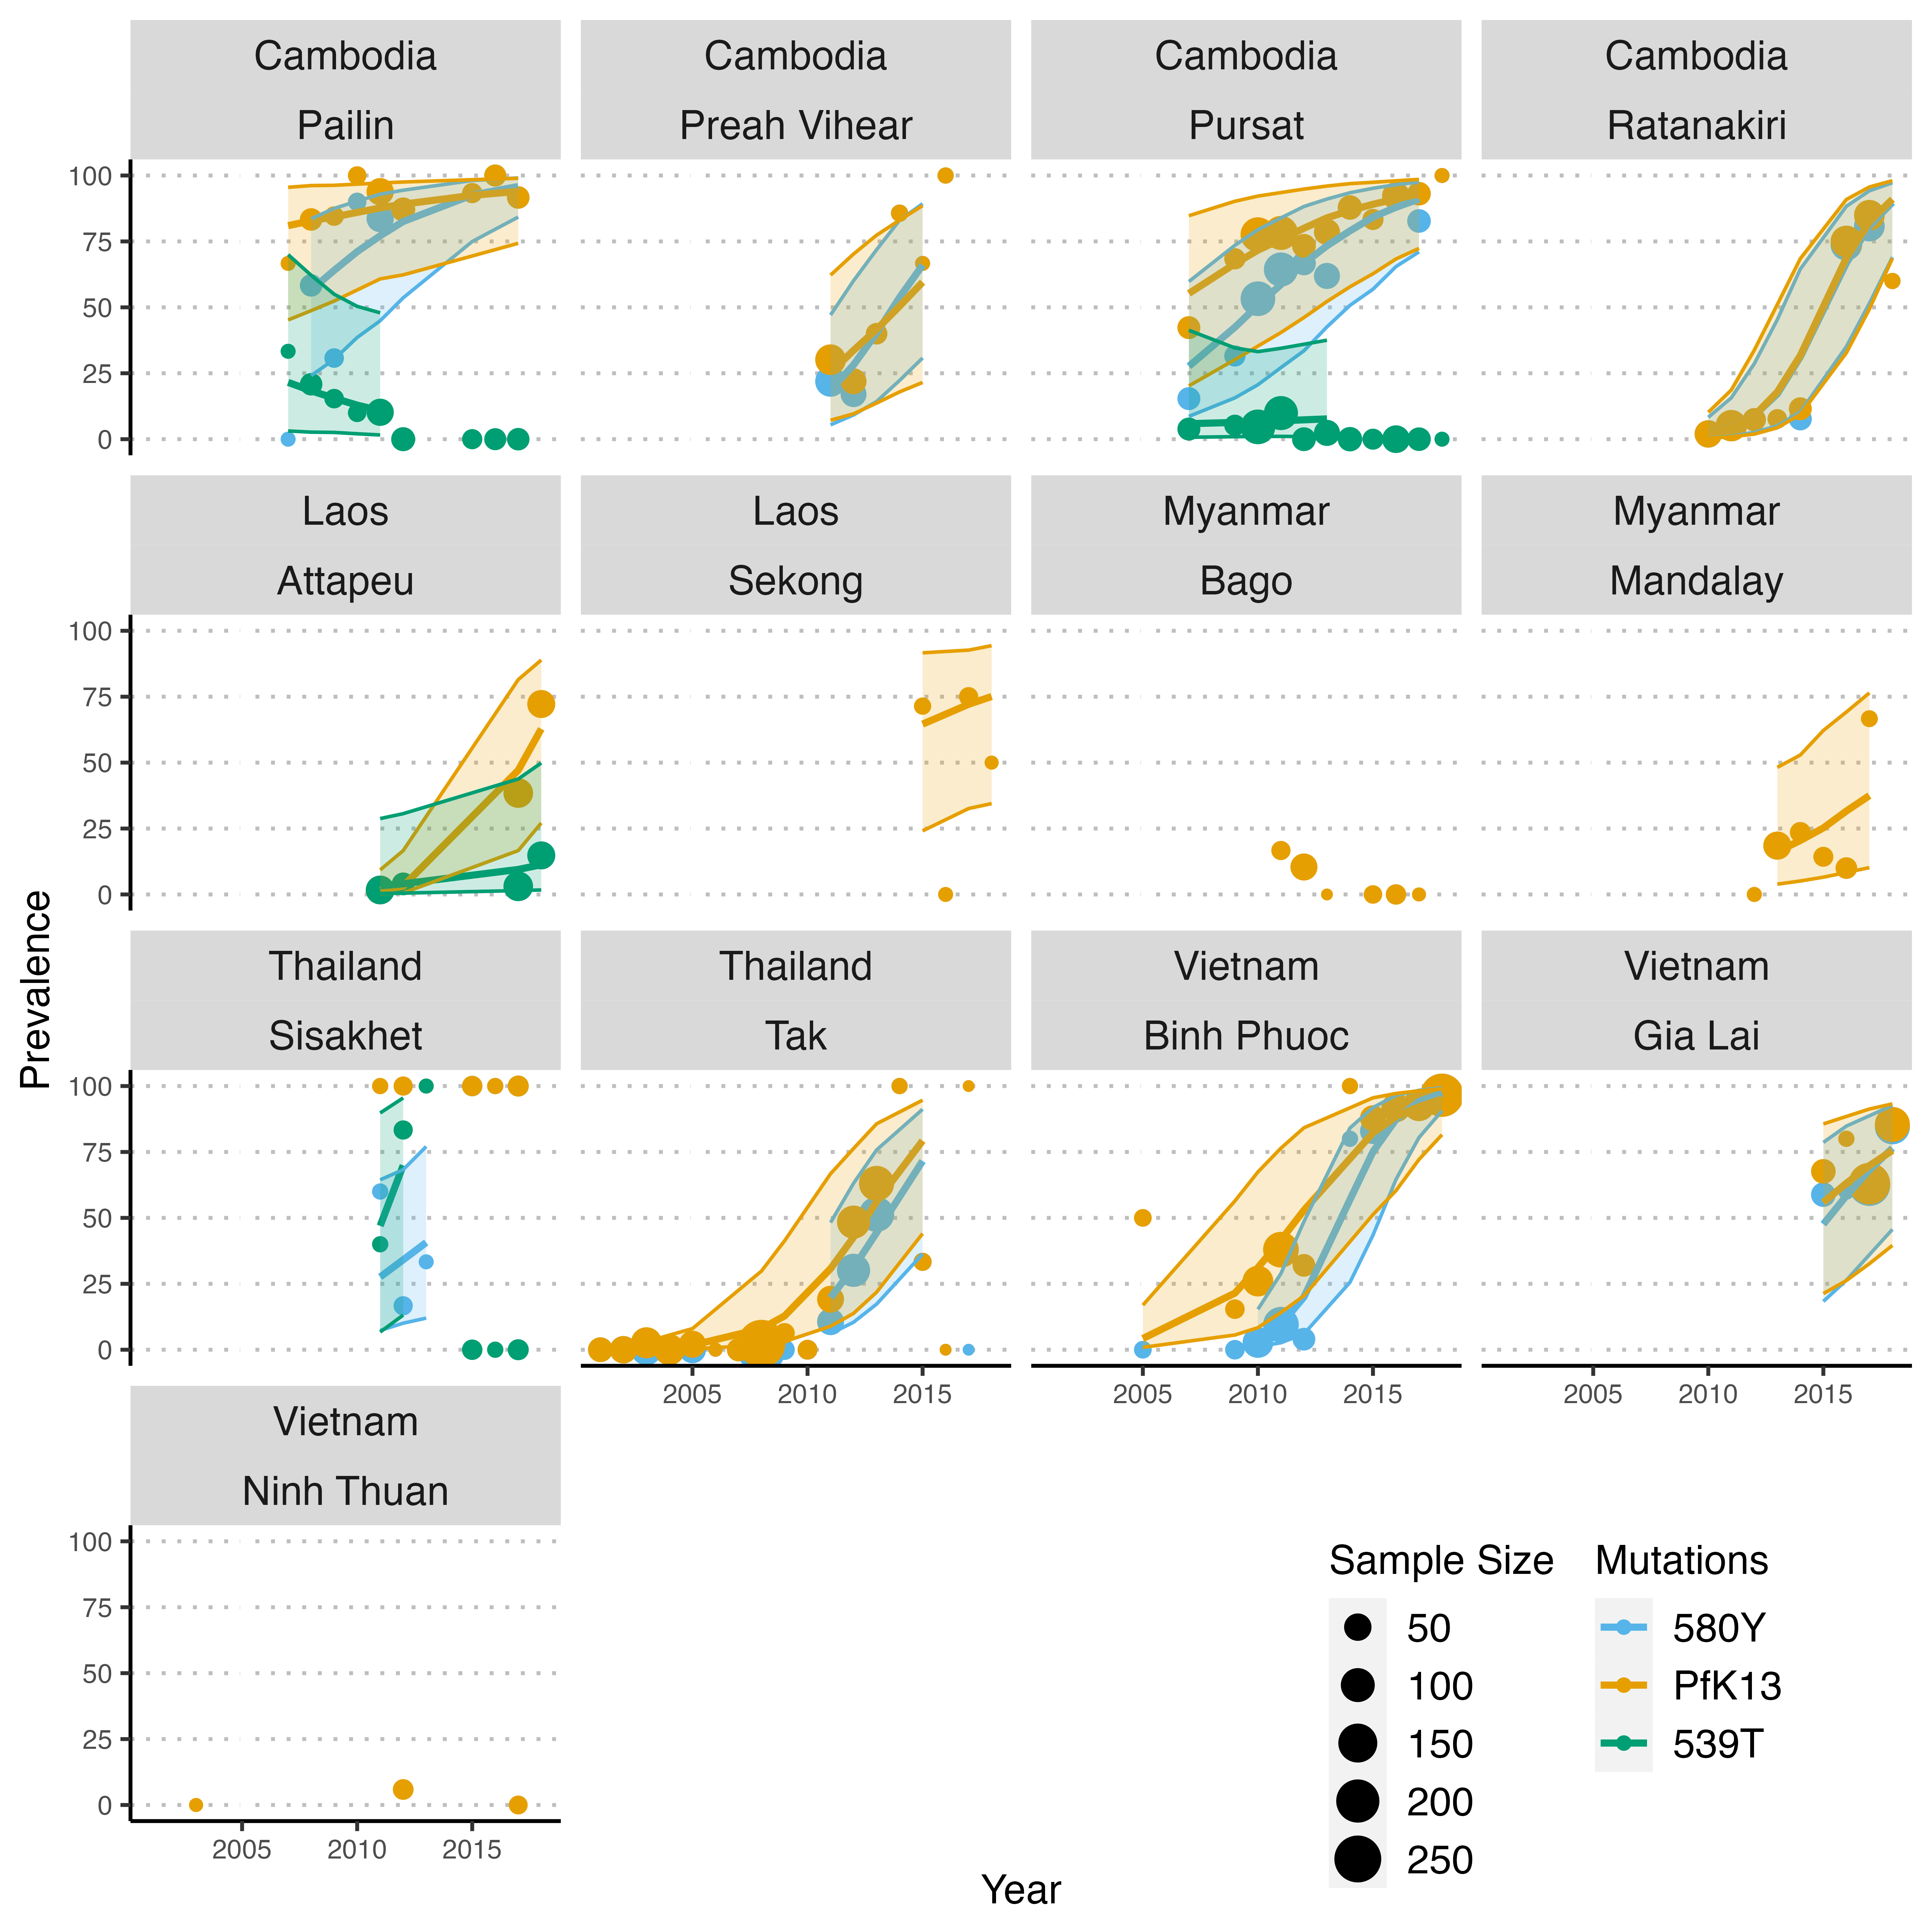 Cambodia Cambodia Cambodia Cambodia
Pailin Preah Vihear Pursat Ratanakiri
100
75
50
25
0
Laos Laos Myanmar Myanmar
Attapeu Sekong Bago Mandalay
100
75
50
25
0
Prevalence
Thailand Thailand Vietnam Vietnam
Sisakhet Tak Binh Phuoc Gia Lai
100
75
50
25
0
2005 2010 2015 2005 2010 2015 2005 2010 2015
Vietnam
Ninh Thuan
100
75
50
25
0
2005 2010 2015
Year
Sample Size
50
100
150
200
250
Mutations
580Y
PfK13
539T